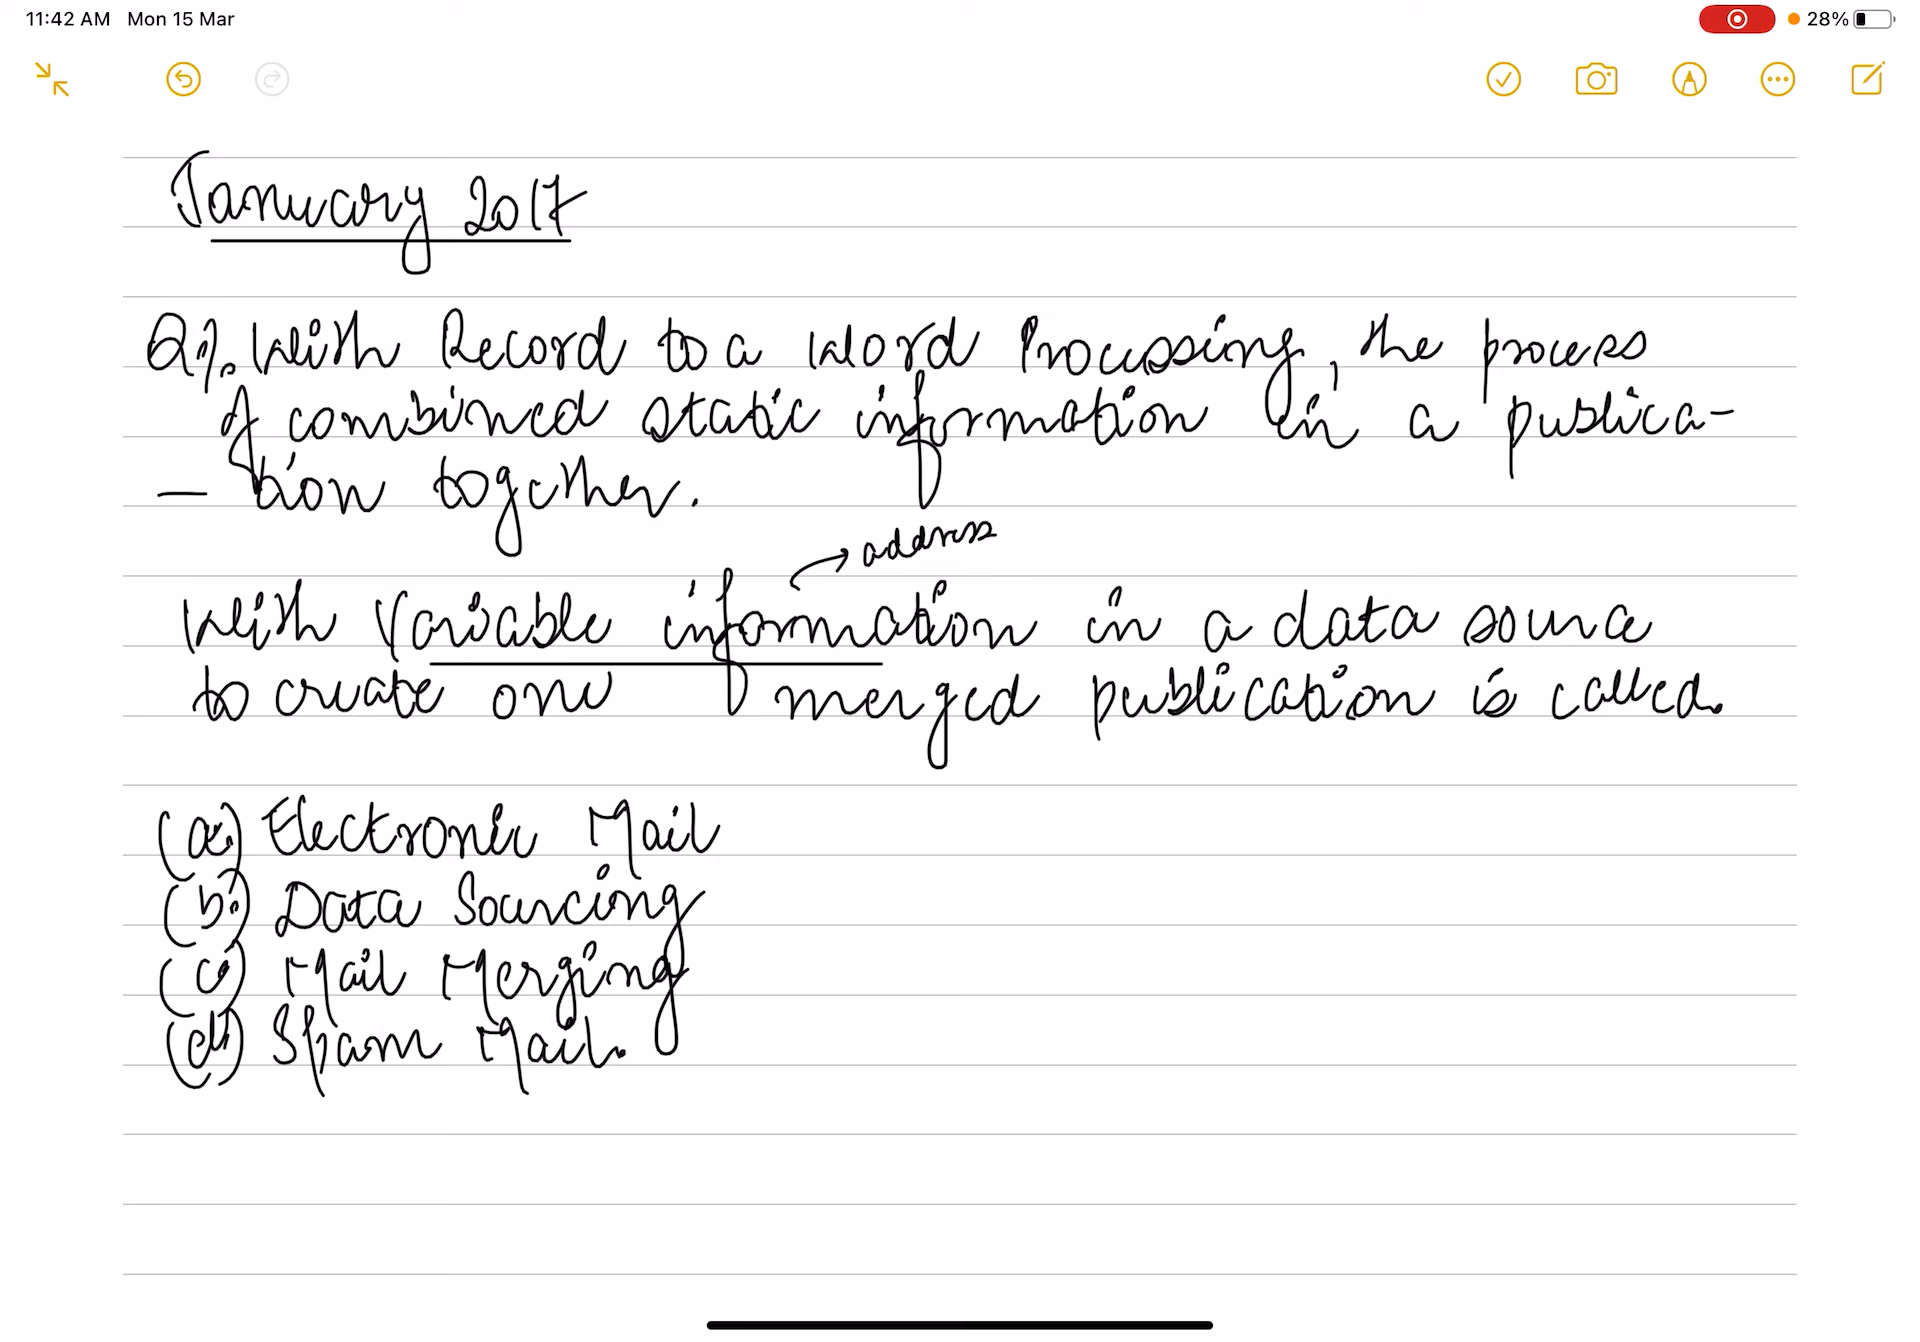 11:42 AM Mon 15 Mar
28%
January 2017
Q1. With Record to a Word Processing, the process
of combined static information in a publica-
- tion together.
address
With Variable information in a data source
to create one merged publication is called.
(a) Electronic Mail
(b) Data Sourcing
(c) Mail Merging
(d) Spam Mail.